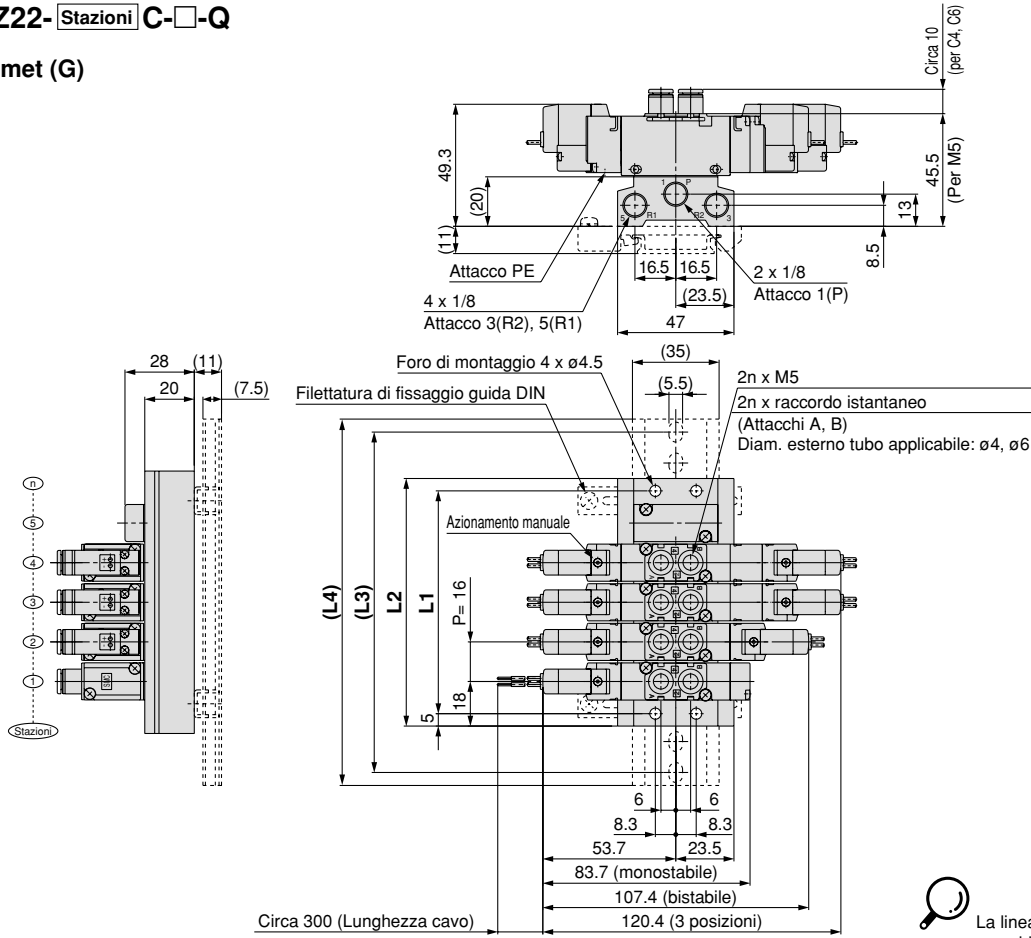 Z22- Stazioni C-□-Q
met (G)
Circa 10
(per C4, C6)
49.3
(20)
(11)
45.5
(Per M5)
13
8.5
1 P
5 R1 R2 3
16.5 16.5
(23.5)
47
Attacco PE
4 x 1/8
Attacco 3(R2), 5(R1)
2 x 1/8
Attacco 1(P)
28 (11)
20 (7.5)
n
5
4
3
2
1
Stazioni
SMC
Foro di montaggio 4 x ø4.5
Filettatura di fissaggio guida DIN
(35)
(5.5)
2n x M5
2n x raccordo istantaneo
(Attacchi A, B)
Diam. esterno tubo applicabile: ø4, ø6
Azionamento manuale
(L4)
(L3)
L2
L1
P= 16
18
5
6 6
8.3 8.3
53.7 23.5
83.7 (monostabile)
107.4 (bistabile)
Circa 300 (Lunghezza cavo) 120.4 (3 posizioni)
La linea